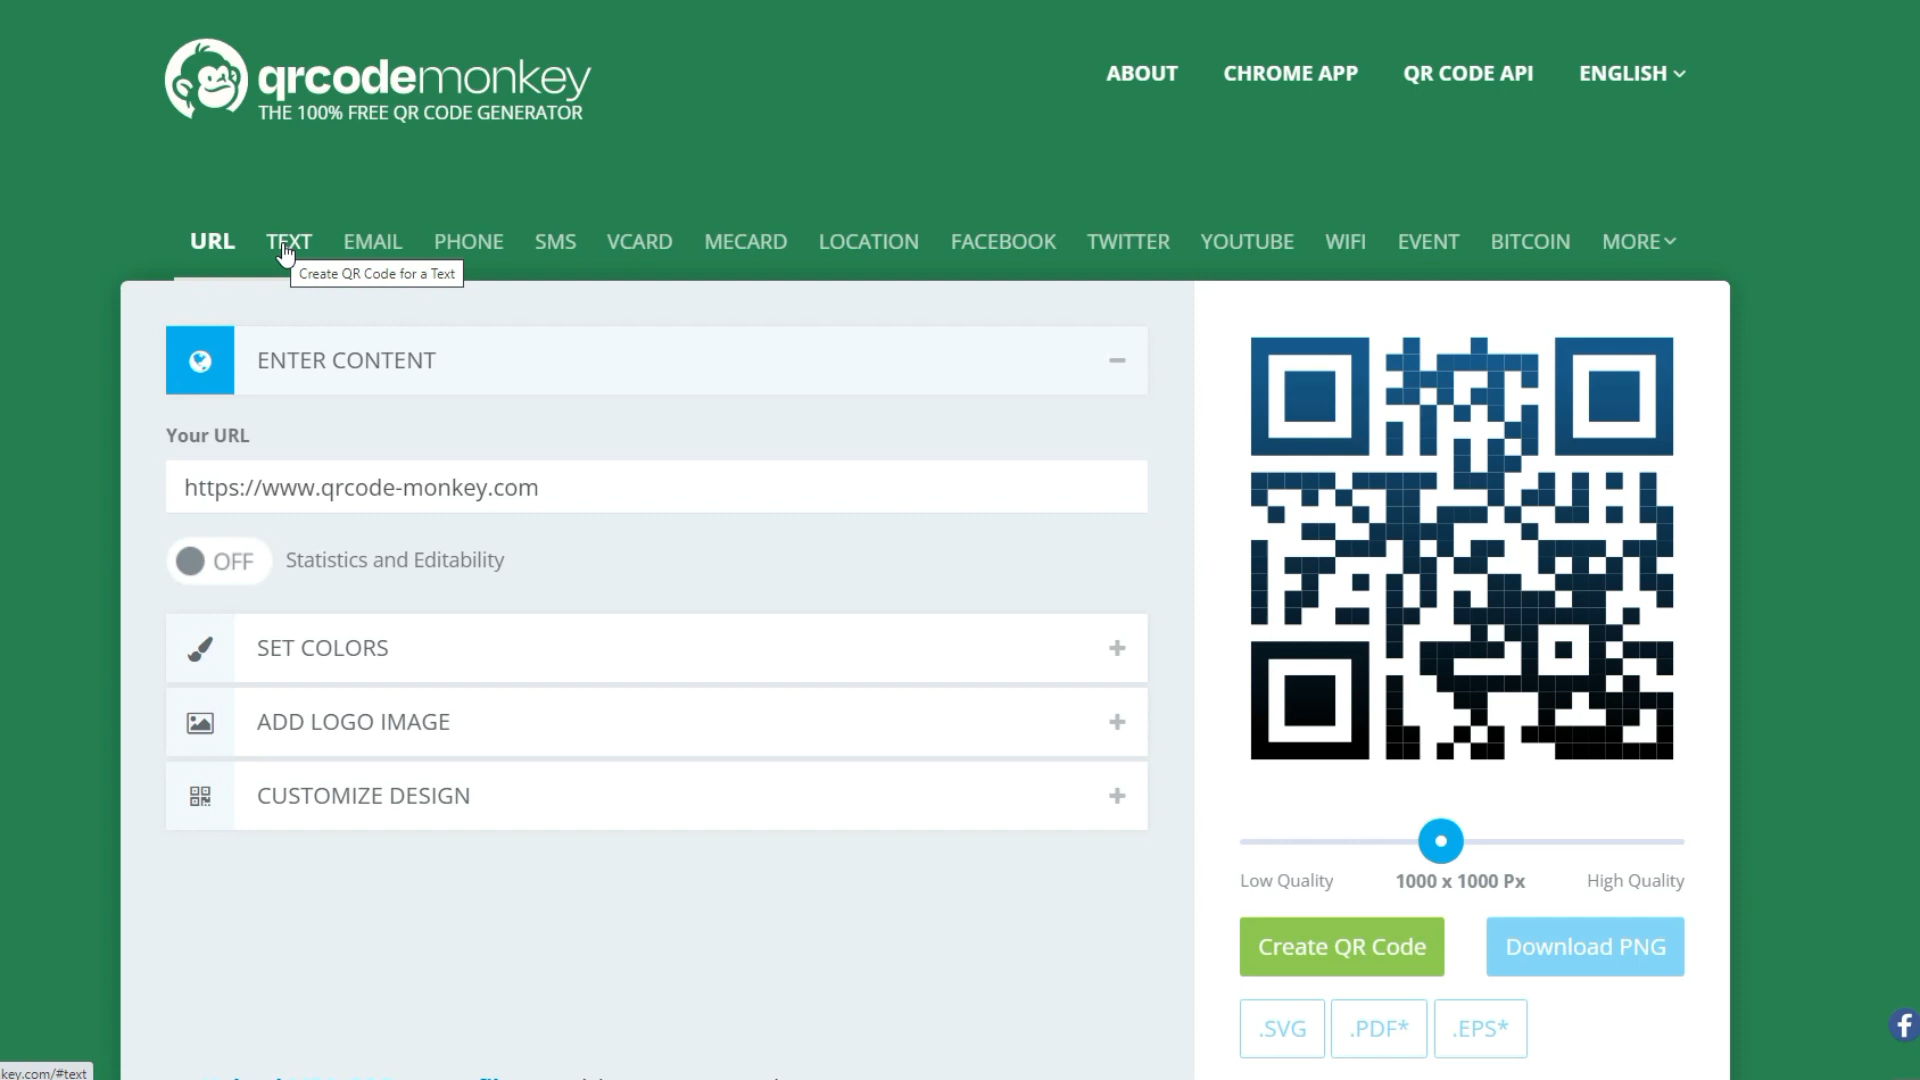 qrcodemonkey
THE 100% FREE QR CODE GENERATOR
ABOUT CHROME APP QR CODE API ENGLISH
URL TEXT EMAIL PHONE SMS VCARD MECARD LOCATION FACEBOOK TWITTER YOUTUBE WIFI EVENT BITCOIN MORE
Create QR Code for a Text
ENTER CONTENT
Your URL
https://www.qrcode-monkey.com
OFF Statistics and Editability
SET COLORS
ADD LOGO IMAGE
CUSTOMIZE DESIGN
Low Quality 1000 x 1000 Px High Quality
Create QR Code Download PNG
.SVG .PDF* .EPS*
key.com/#text